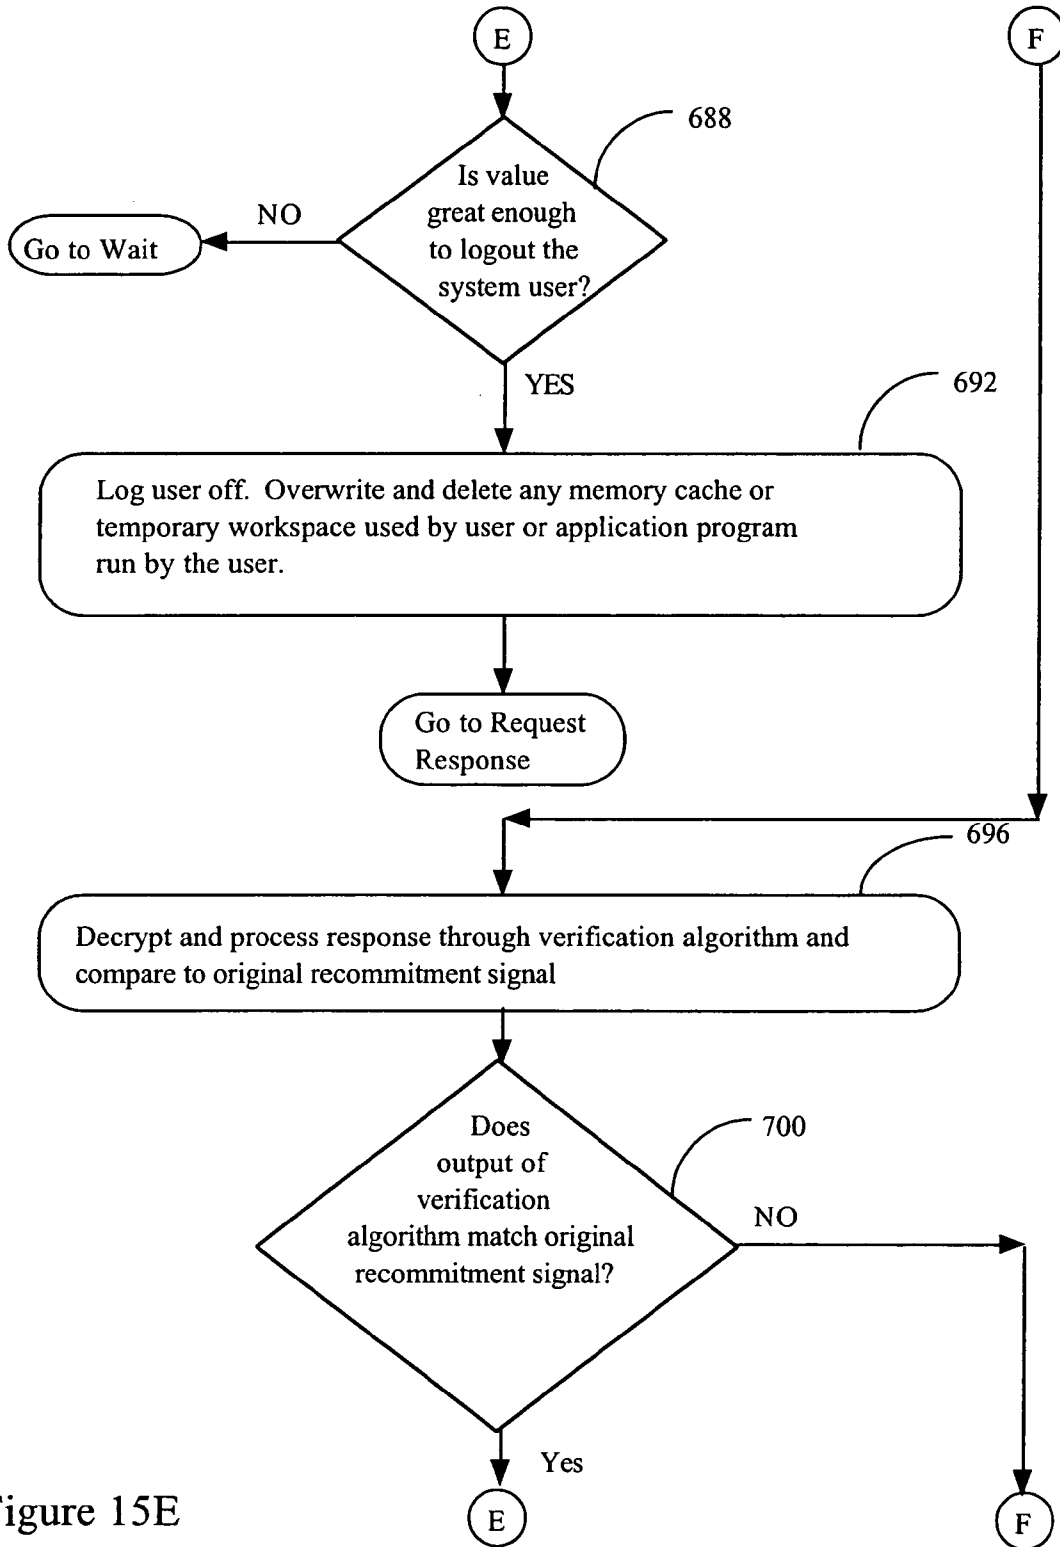 E
F
688
Is value
great enough
to logout the
system user?
NO
Go to Wait
YES
692
Log user off. Overwrite and delete any memory cache or
temporary workspace used by user or application program
run by the user.
Go to Request
Response
696
Decrypt and process response through verification algorithm and
compare to original recommitment signal
700
Does
output of
verification
algorithm match original
recommitment signal?
NO
Yes
igure 15E
E
F